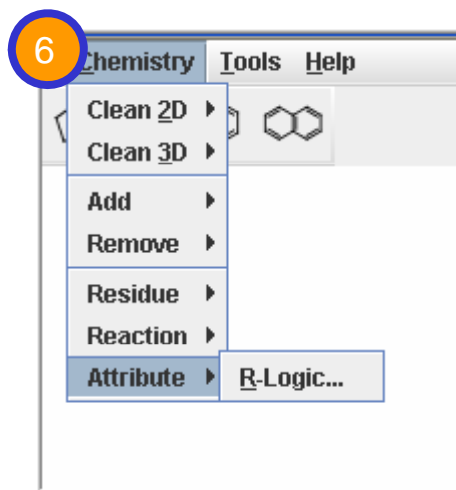 6
Chemistry Tools Help
Clean 2D
Clean 3D
Add
Remove
Residue
Reaction
Attribute R-Logic...